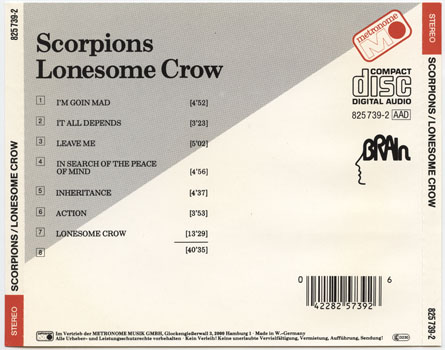 825 739-2
Scorpions
Lonesome Crow
metronome
M
1 I'M GOIN MAD [4'52]
2 IT ALL DEPENDS [3'23]
3 LEAVE ME [5'02]
4 IN SEARCH OF THE PEACE
OF MIND [4'56]
5 INHERITANCE [4'37]
6 ACTION [3'53]
7 LONESOME CROW [13'29]
8 [40'35]
COMPACT
disc
DIGITAL AUDIO
825 739-2 AAD
BRAIn
0 42282 57392 6
Im Vertrieb der METRONOME MUSIK GMBH, Glockengießerwall 3, 2000 Hamburg 1 · Made in W.-Germany
Alle Urheber- und Leistungsschutzrechte vorbehalten · Kein Verleih! Keine unerlaubte Vervielfältigung, Vermietung, Aufführung, Sendung!
STEREO
SCORPIONS/LONESOME CROW
STEREO
SCORPIONS/LONESOME CROW
825 739-2